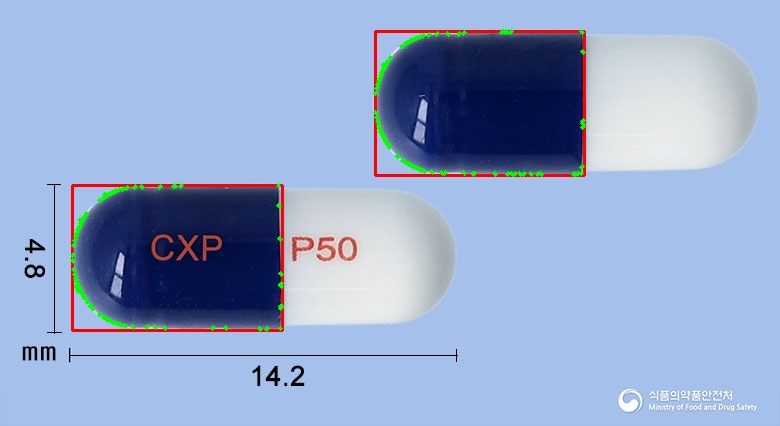 CXP P50
4.8
mm
14.2
식품의약품안전처
Ministry of Food and Drug Safety